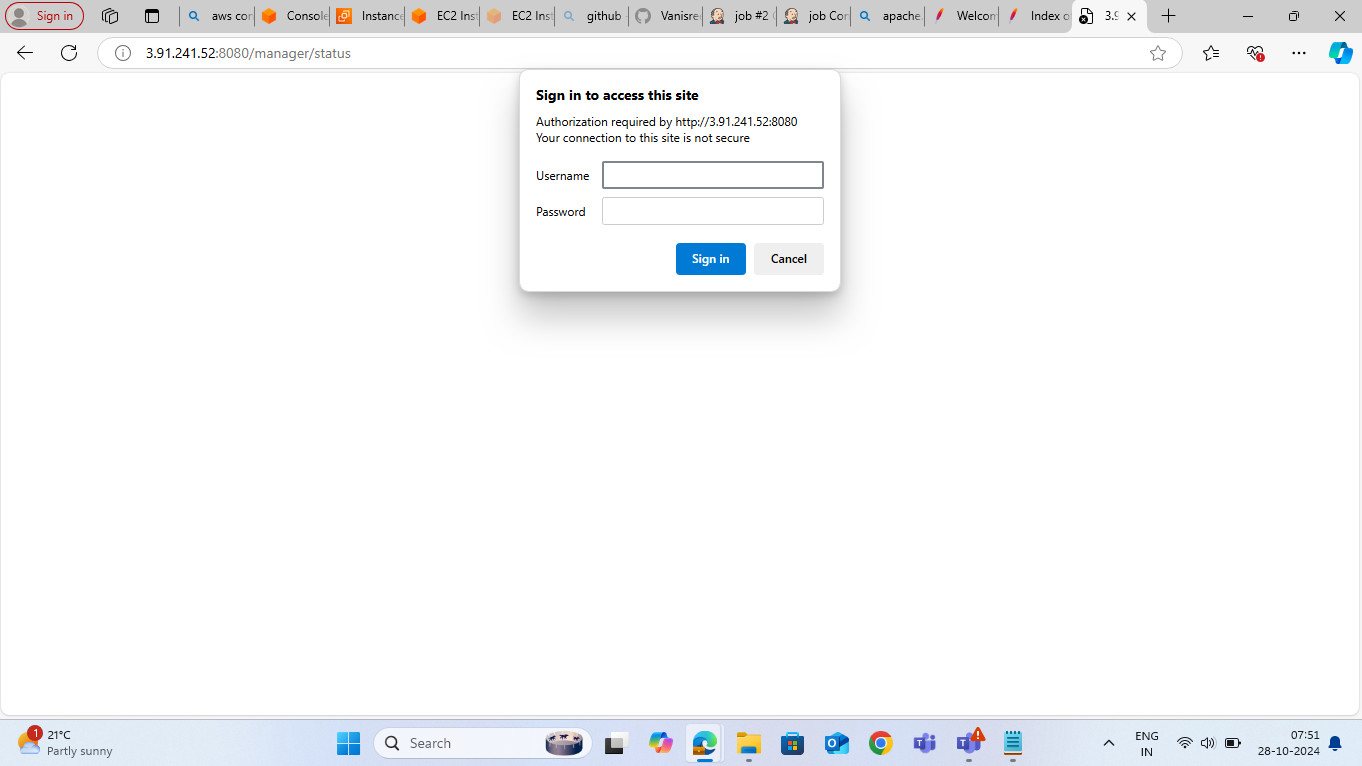 Sign in
aws cor
Console
Instance
EC2 Inst
EC2 Inst
github
Vanisre
job #2
job Cor
apache.
Welcom
Index o
3.9
3.91.241.52:8080/manager/status
Sign in to access this site
Authorization required by http://3.91.241.52:8080
Your connection to this site is not secure
Username
Password
Sign in
Cancel
1
21°C
Partly sunny
Search
ENG
IN
07:51
28-10-2024